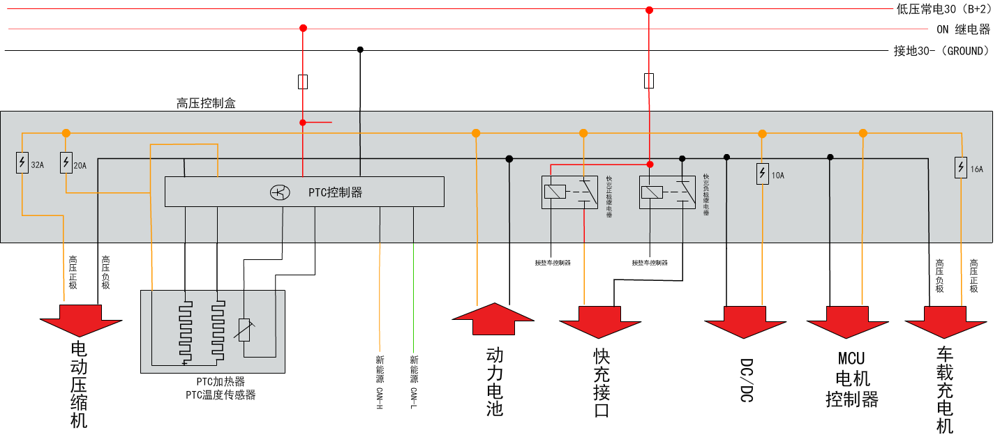 低压常电30（B+2）
ON 继电器
接地30-（GROUND）
高压控制盒
32A
20A
PTC控制器
快充正极继电器
快充负极继电器
10A
16A
高压正极
高压负极
接整车控制器
接整车控制器
高压负极
高压正极
电动压缩机
PTC加热器
PTC温度传感器
新能源 CAN-H
新能源 CAN-L
动力电池
快充接口
DC/DC
MCU
电机
控制器
车载充电机